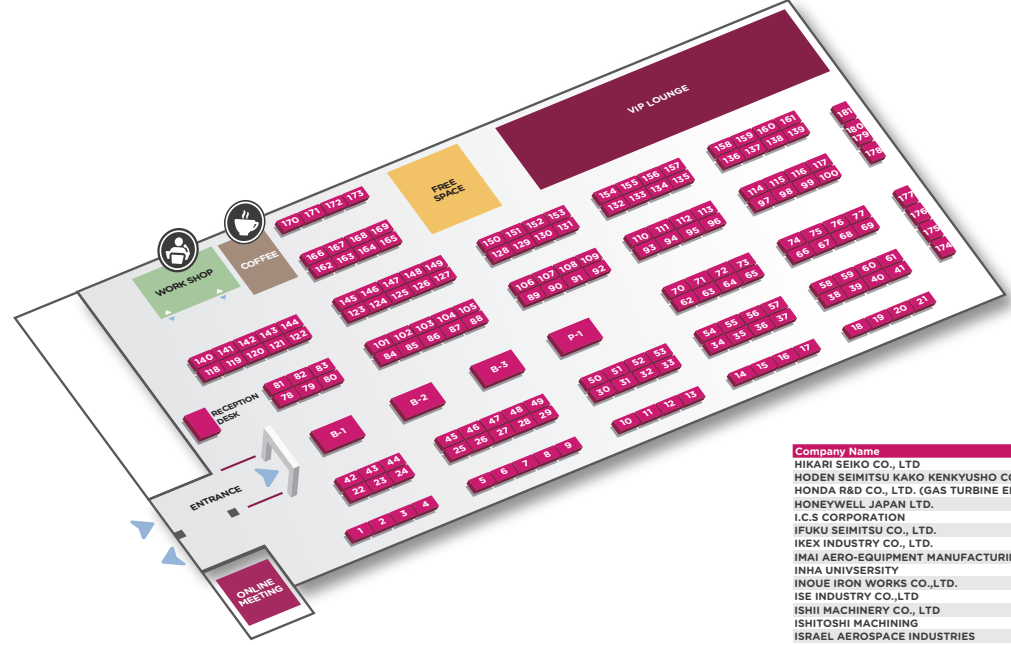 VIP LOUNGE
FREE
SPACE
COFFEE
WORK SHOP
181
180
179
178
158 159 160 161
136 137 138 139
154 155 156 157
132 133 134 135
114 115 116 117
97 98 99 100
170 171 172 173
166 167 168 169
162 163 164 165
150 151 152 153
128 129 130 131
110 111 112 113
93 94 95 96
177
176
175
174
74 75 76 77
66 67 68 69
145 146 147 148 149
123 124 125 126 127
106 107 108 109
89 90 91 92
70 71 72 73
62 63 64 65
58 59 60 61
38 39 40 41
140 141 142 143 144
118 119 120 121 122
101 102 103 104 105
84 85 86 87 88
54 55 56 57
34 35 36 37
18 19 20 21
81 82 83
78 79 80
P-1
B-3
B-2
B-1
50 51 52 53
30 31 32 33
14 15 16 17
RECEPTION
DESK
45 46 47 48 49
25 26 27 28 29
10 11 12 13
42 43 44
22 23 24
5 6 7 8 9
1 2 3 4
ENTRANCE
ONLINE
MEETING
Company Name
HIKARI SEIKO CO., LTD
HODEN SEIMITSU KAKO KENKYUSHO CO
HONDA R&D CO., LTD. (GAS TURBINE E
HONEYWELL JAPAN LTD.
I.C.S CORPORATION
IFUKU SEIMITSU CO., LTD.
IKEX INDUSTRY CO., LTD.
IMAI AERO-EQUIPMENT MANUFACTURI
INHA UNIVSERSITY
INOUE IRON WORKS CO.,LTD.
ISE INDUSTRY CO.,LTD
ISHII MACHINERY CO., LTD
ISHITOSHI MACHINING
ISRAEL AEROSPACE INDUSTRIES